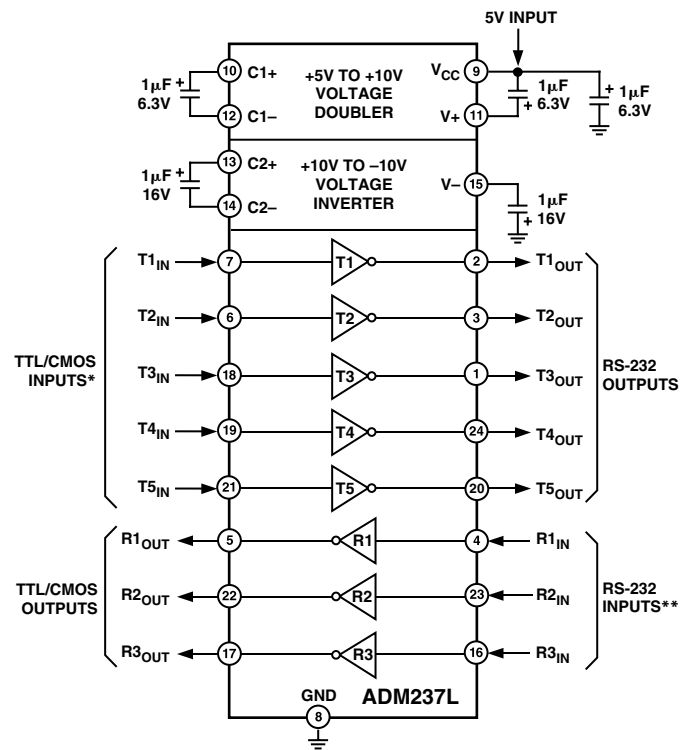 5V INPUT
10 C1+ +5V TO +10V VCC 9
1μF + 6.3V
VOLTAGE
12 C1– DOUBLER V+ 11
1μF + 6.3V
+ 1μF 6.3V
13 C2+ +10V TO –10V
1μF + 16V
VOLTAGE V– 15
14 C2– INVERTER
1μF + 16V
T1IN 7 T1 2 T1OUT
T2IN 6 T2 3 T2OUT
TTL/CMOS INPUTS*
T3IN 18 T3 1 T3OUT
RS-232 OUTPUTS
T4IN 19 T4 24 T4OUT
T5IN 21 T5 20 T5OUT
R1OUT 5 R1 4 R1IN
TTL/CMOS OUTPUTS
R2OUT 22 R2 23 R2IN
RS-232 INPUTS**
R3OUT 17 R3 16 R3IN
GND ADM237L
8